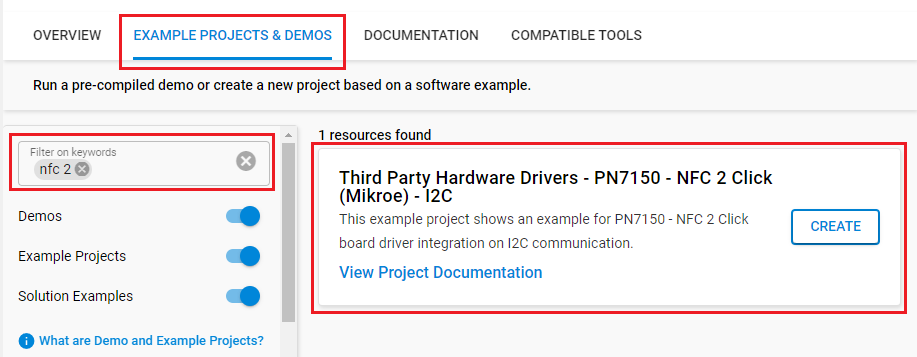 OVERVIEW
EXAMPLE PROJECTS & DEMOS
DOCUMENTATION
COMPATIBLE TOOLS
Run a pre-compiled demo or create a new project based on a software example.
Filter on keywords
nfc 2
Demos
Example Projects
Solution Examples
What are Demo and Example Projects?
1 resources found
Third Party Hardware Drivers - PN7150 - NFC 2 Click
(Mikroe) - I2C
This example project shows an example for PN7150 - NFC 2 Click
board driver integration on I2C communication.
View Project Documentation
CREATE